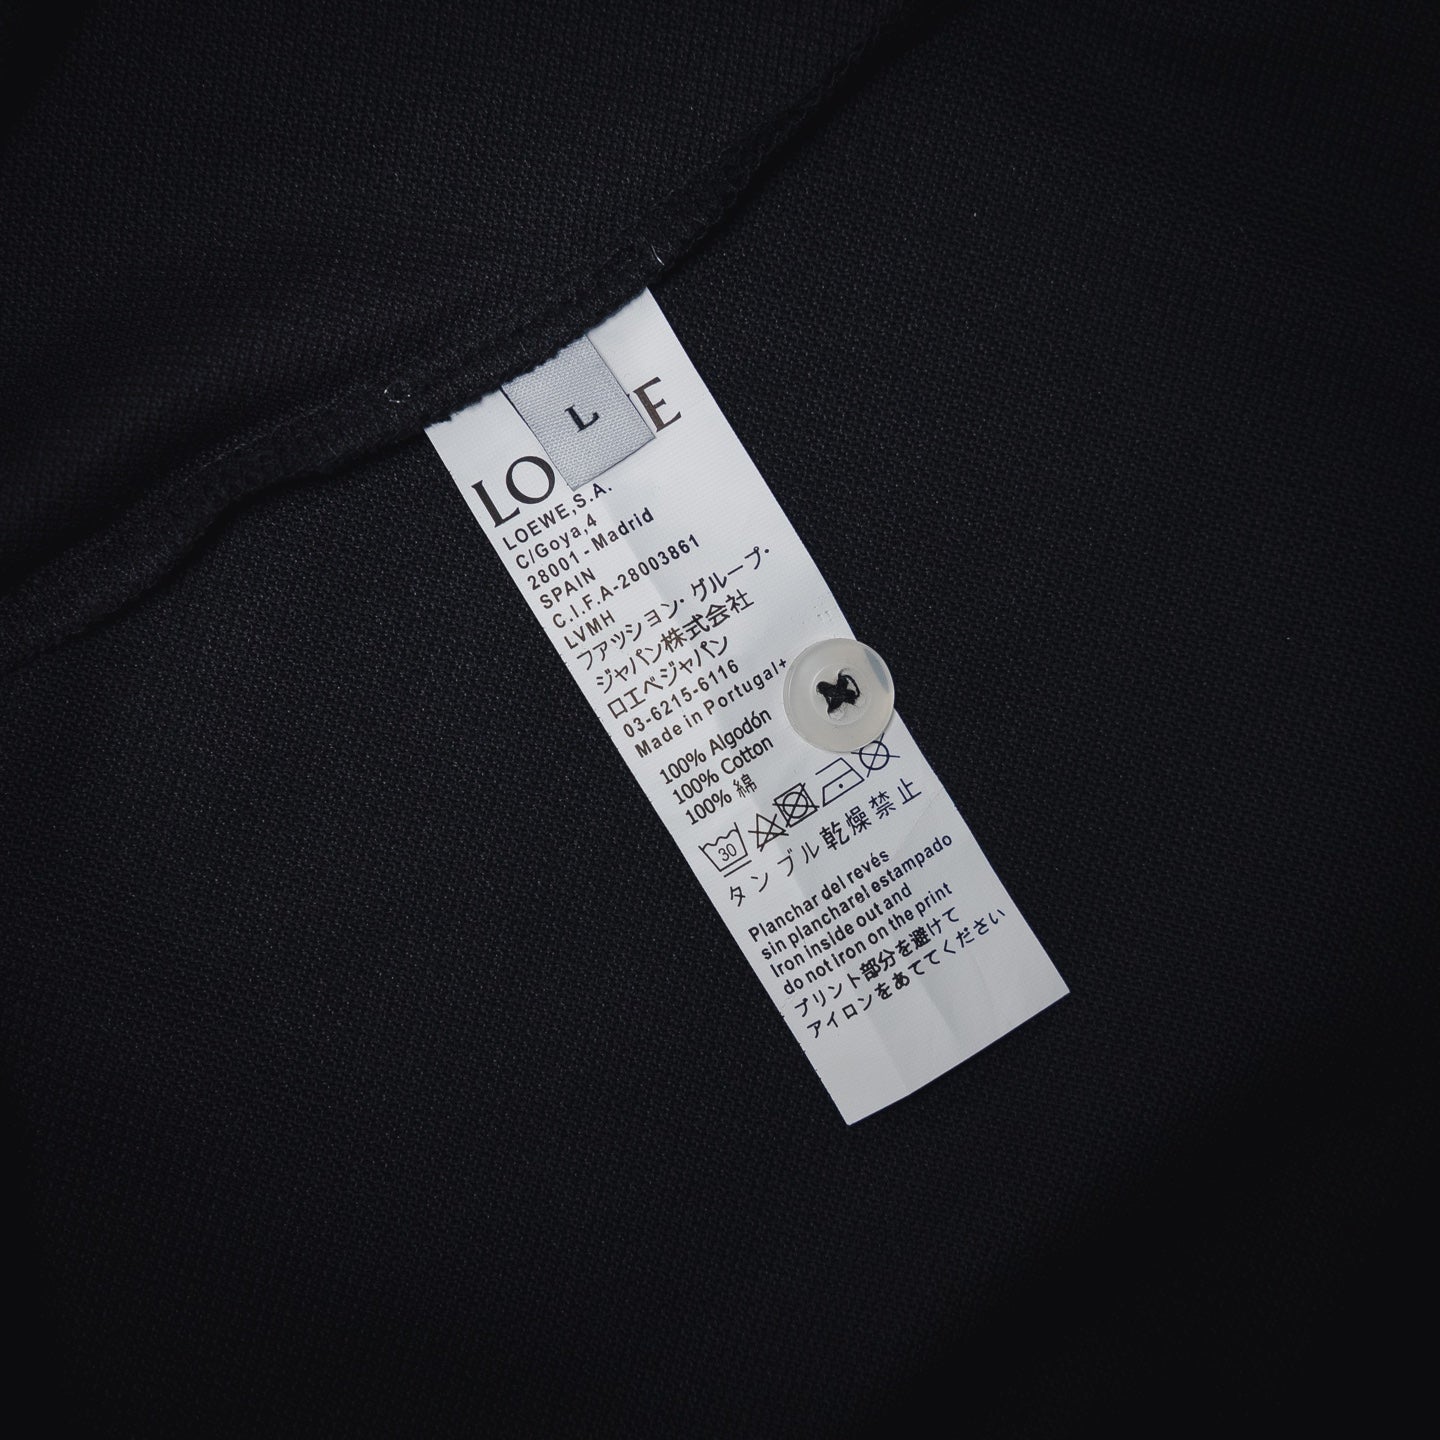 L
LO E
LOEWE,S.A.
C/Goya,4
28001 - Madrid
SPAIN
C.I.F.A-28003861
LVMH
ファッション・グループ・
ジャパン株式会社
ロエベジャパン
03-6215-6116
Made in Portugal+
100% Algodón
100% Cotton
100% 綿
30
タンブル乾燥禁止
Planchar del revés
sin plancharel estampado
Iron inside out and
do not iron on the print
プリント部分を避けて
アイロンをあててください